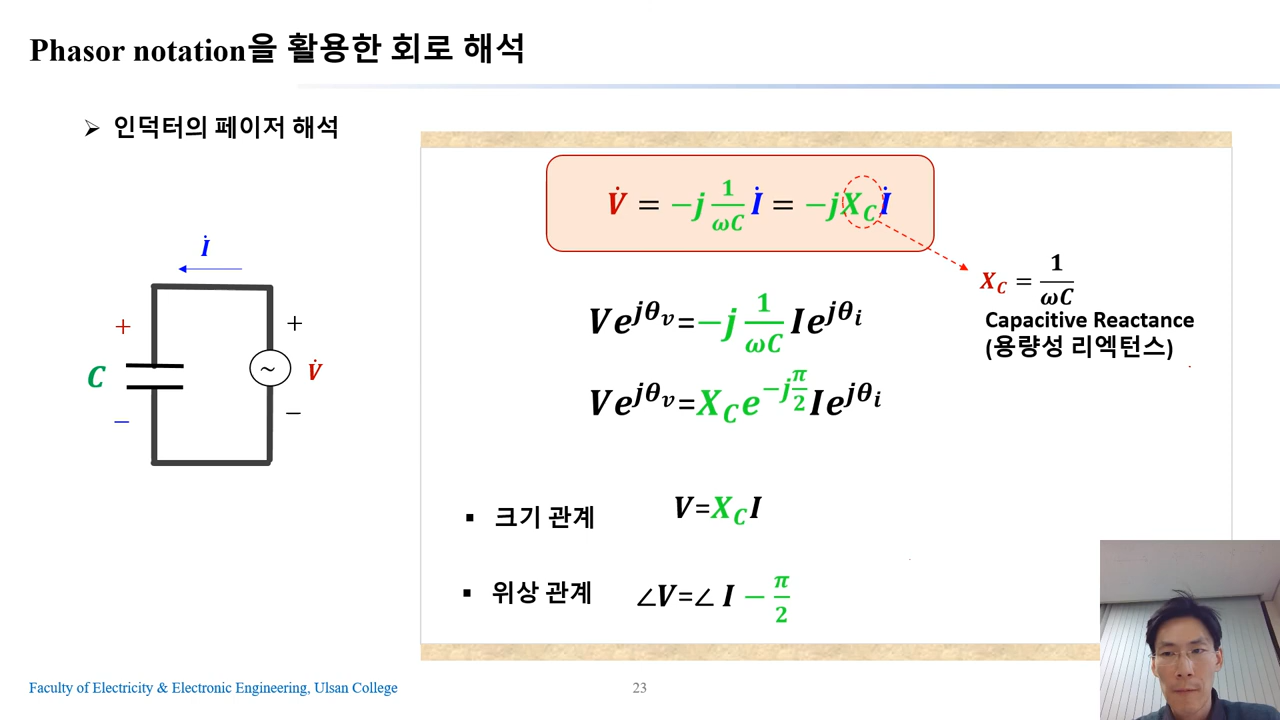 Phasor notation을 활용한 회로 해석
➢ 인덕터의 페이저 해석
V̇ = −j 1/ωC İ = −jX_C İ
X_C = 1/ωC
Capacitive Reactance
(용량성 리엑턴스)
Ve^{jθ_v}=−j 1/ωC Ie^{jθ_i}
Ve^{jθ_v}=X_C e^{−j π/2} Ie^{jθ_i}
▪ 크기 관계 V=X_C I
▪ 위상 관계 ∠V=∠ I − π/2
İ
+ +
C ~ V̇
− −
Faculty of Electricity & Electronic Engineering, Ulsan College
23